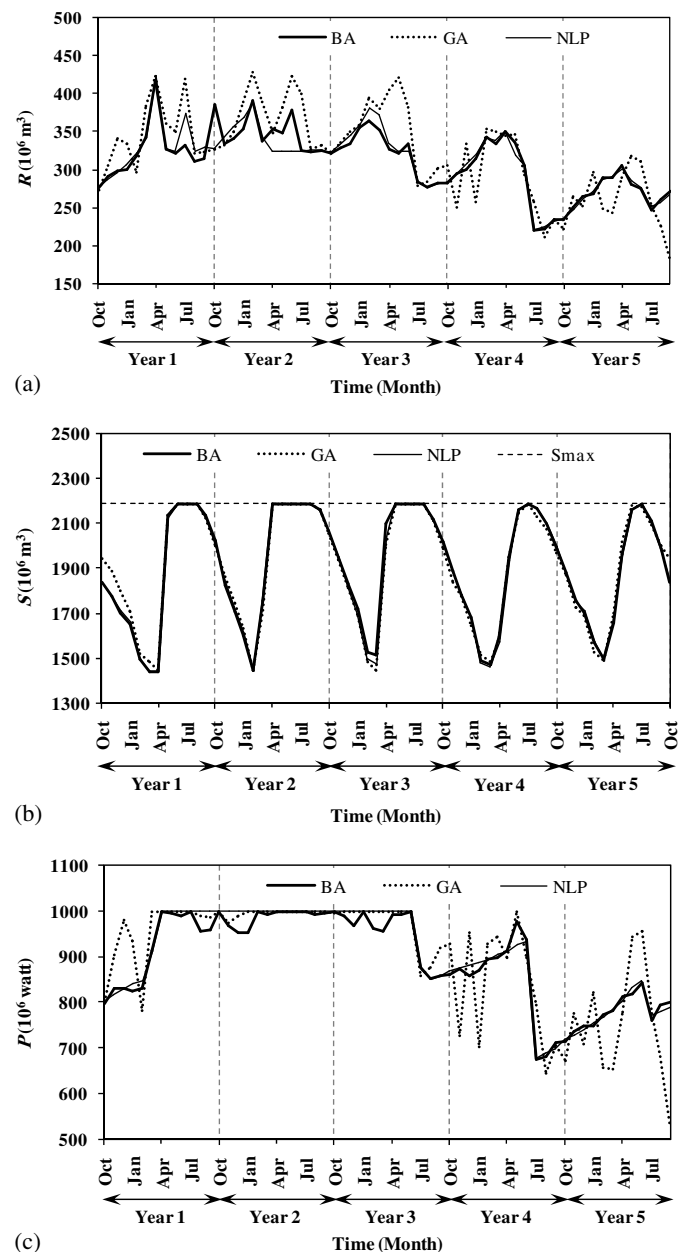 BA GA NLP
500
450
400
350
300
250
200
150
R (10⁶ m³)
Oct Jan Apr Jul Oct Jan Apr Jul Oct Jan Apr Jul Oct Jan Apr Jul Oct Jan Apr Jul
Year 1 Year 2 Year 3 Year 4 Year 5
(a)
Time (Month)
BA GA NLP Smax
2500
2300
2100
1900
1700
1500
1300
S (10⁶ m³)
Oct Jan Apr Jul Oct Jan Apr Jul Oct Jan Apr Jul Oct Jan Apr Jul Oct Jan Apr Jul Oct
Year 1 Year 2 Year 3 Year 4 Year 5
(b)
Time (Month)
BA GA NLP
1100
1000
900
800
700
600
500
P (10⁶ watt)
Oct Jan Apr Jul Oct Jan Apr Jul Oct Jan Apr Jul Oct Jan Apr Jul Oct Jan Apr Jul
Year 1 Year 2 Year 3 Year 4 Year 5
(c)
Time (Month)